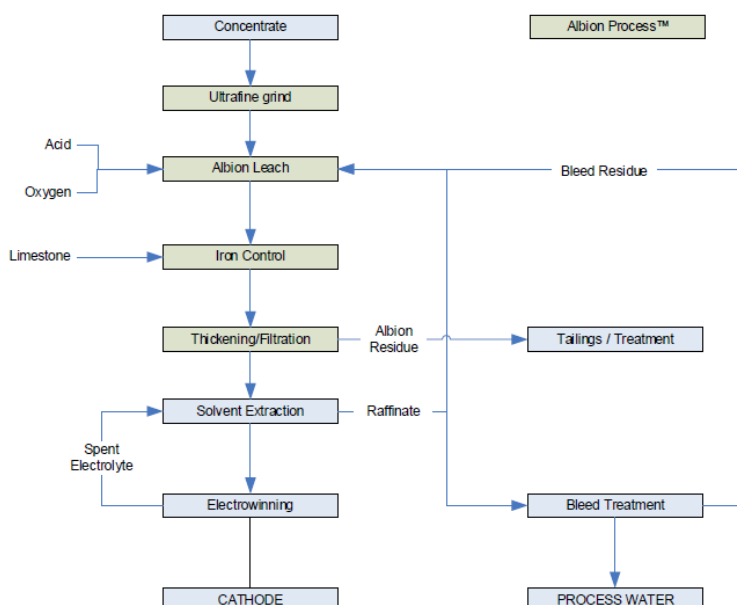 Concentrate
Albion Process™
Ultrafine grind
Acid
Albion Leach
Bleed Residue
Oxygen
Limestone
Iron Control
Thickening/Filtration
Albion
Residue
Tailings / Treatment
Solvent Extraction
Raffinate
Spent
Electrolyte
Electrowinning
Bleed Treatment
CATHODE
PROCESS WATER